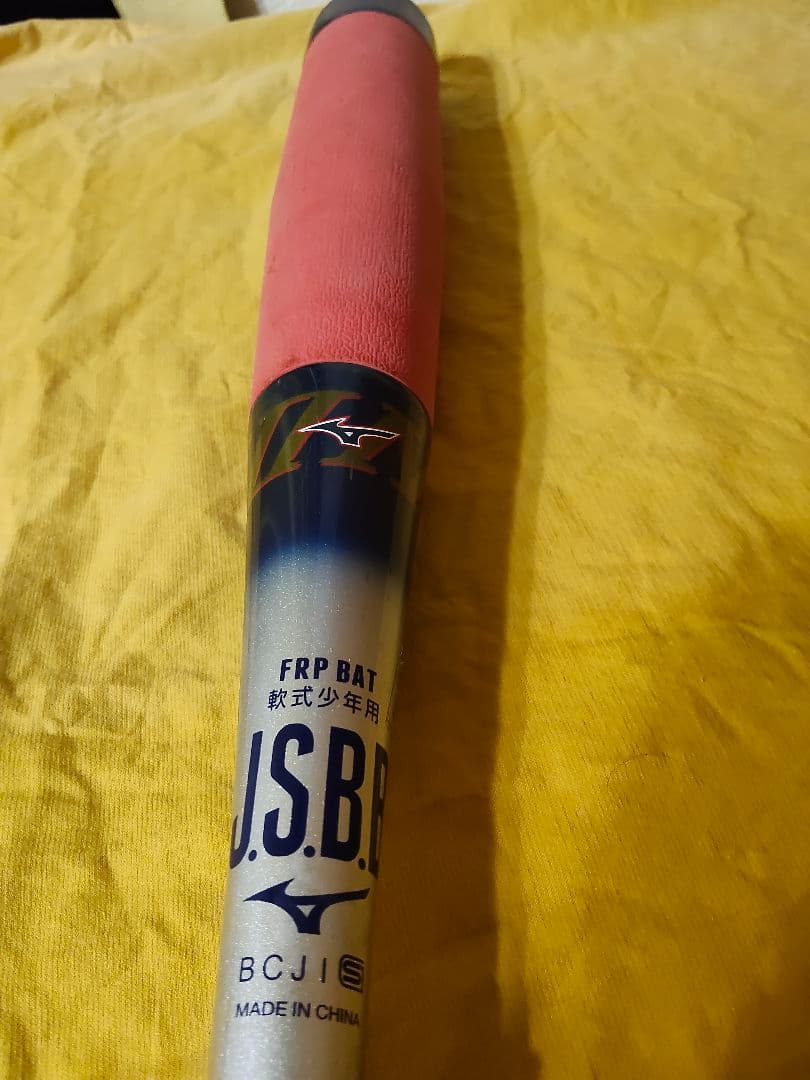 FRP BAT
軟式少年用
J.S.B.B
BCJI S
MADE IN CHINA